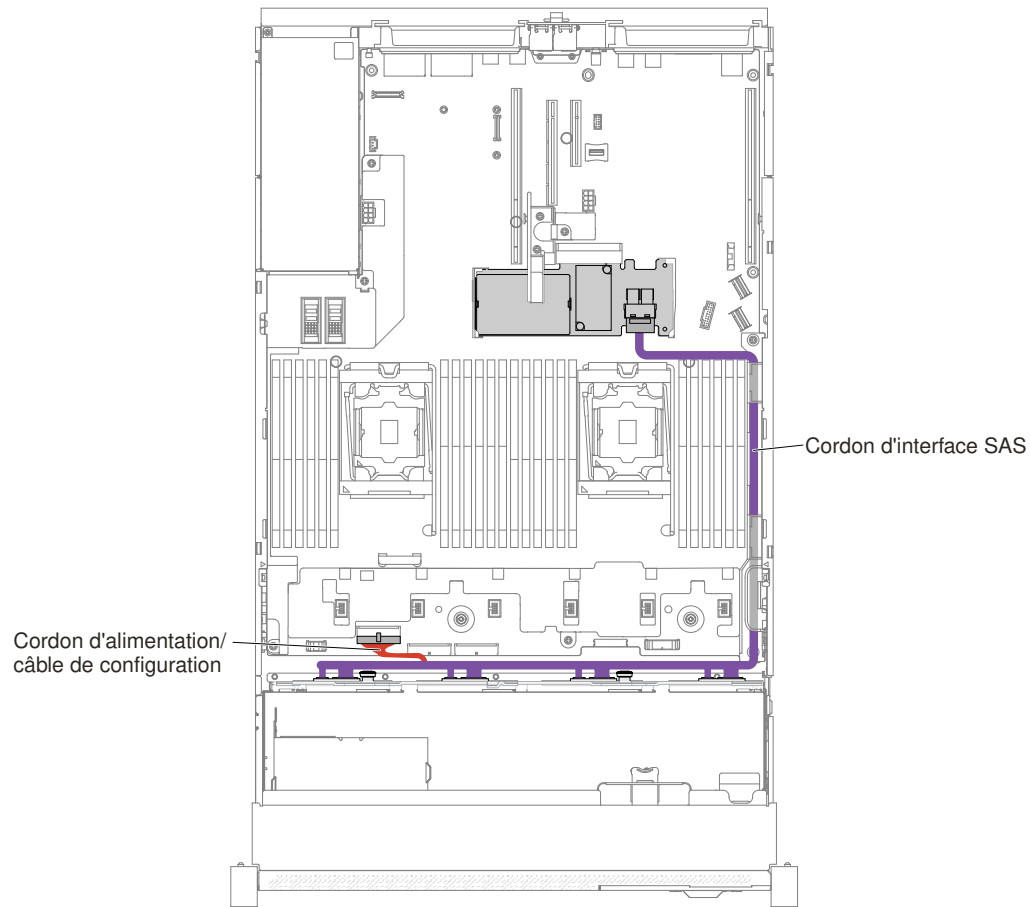 Cordon d'interface SAS
Cordon d'alimentation/
câble de configuration